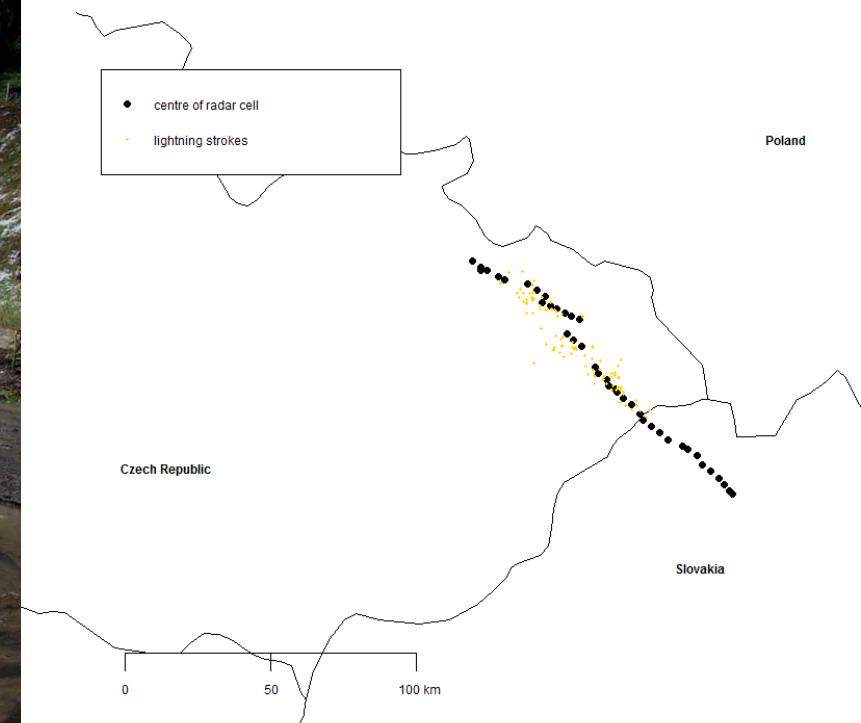 centre of radar cell
lightning strokes
Poland
Czech Republic
Slovakia
0 50 100 km